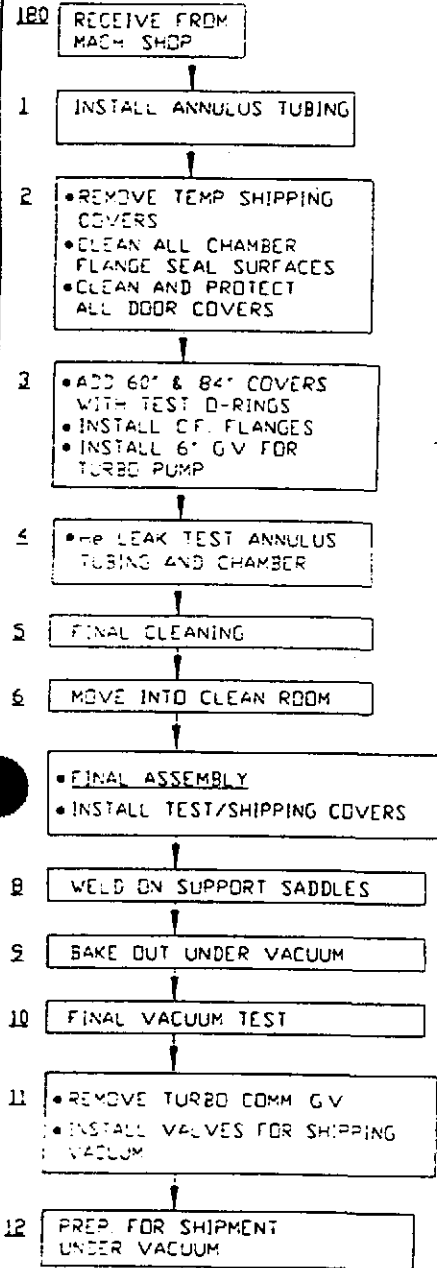 180 RECEIVE FROM
MACH SHOP
1 INSTALL ANNULUS TUBING
2 •REMOVE TEMP SHIPPING
COVERS
•CLEAN ALL CHAMBER
FLANGE SEAL SURFACES
•CLEAN AND PROTECT
ALL DOOR COVERS
3 •ADD 60" & 84" COVERS
WITH TEST O-RINGS
•INSTALL C.F. FLANGES
•INSTALL 6" GV FOR
TURBO PUMP
4 •He LEAK TEST ANNULUS
TUBING AND CHAMBER
5 FINAL CLEANING
6 MOVE INTO CLEAN ROOM
•FINAL ASSEMBLY
•INSTALL TEST/SHIPPING COVERS
8 WELD ON SUPPORT SADDLES
9 BAKE OUT UNDER VACUUM
10 FINAL VACUUM TEST
11 •REMOVE TURBO COMM GV
•INSTALL VALVES FOR SHIPPING
VACUUM
12 PREP. FOR SHIPMENT
UNDER VACUUM